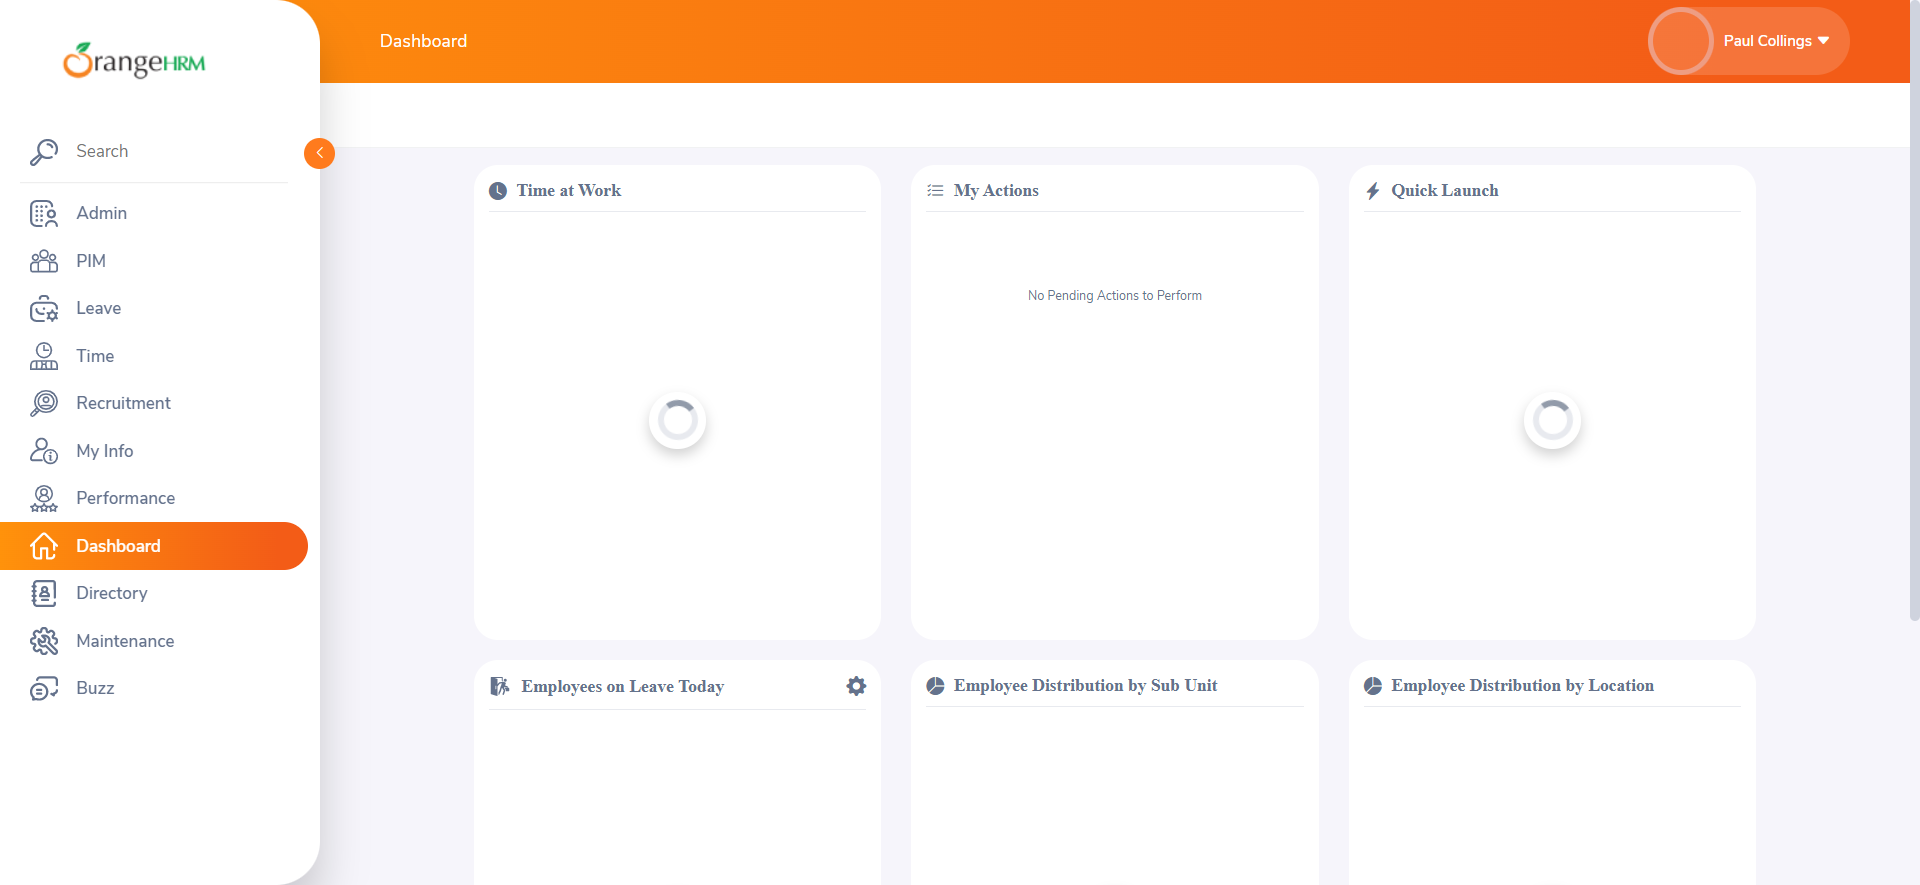 OrangeHRM
Dashboard
Paul Collings
Search
Admin
PIM
Leave
Time
Recruitment
My Info
Performance
Dashboard
Directory
Maintenance
Buzz
Time at Work
My Actions
Quick Launch
No Pending Actions to Perform
Employees on Leave Today
Employee Distribution by Sub Unit
Employee Distribution by Location